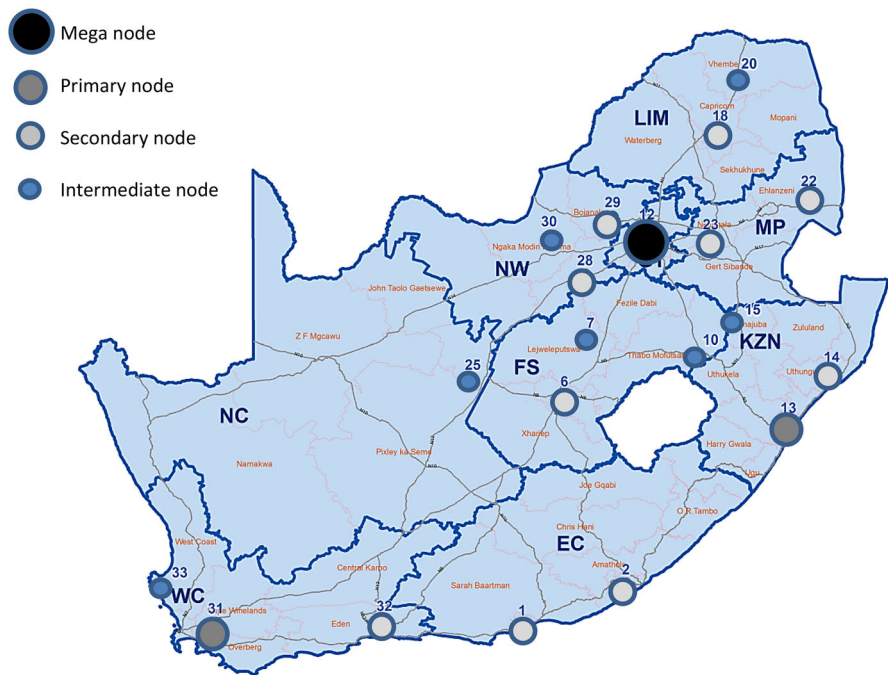 Mega node
Primary node
Secondary node
Intermediate node
20
Vhembe
Capricorn
18
LIM
Mopani
Waterberg
Sekhukhune
22
Ehlanzeni
29
Bojanala
12
30
23
MP
NW
28
Gert Sibande
John Taolo Gaetsewe
Fezile Dabi
15
Zululand
Z F Mgcawu
7
10
KZN
Lejweleputswa
FS
25
14
Uthukela
6
NC
13
Xhariep
Harry Gwala
Pixley ka Seme
Namakwa
Ugu
Joe Gqabi
O.R.Tambo
Chris Hani
EC
West Coast
Central Karoo
Amathole
33
Sarah Baartman
2
WC
31
32
1
Eden
Overberg